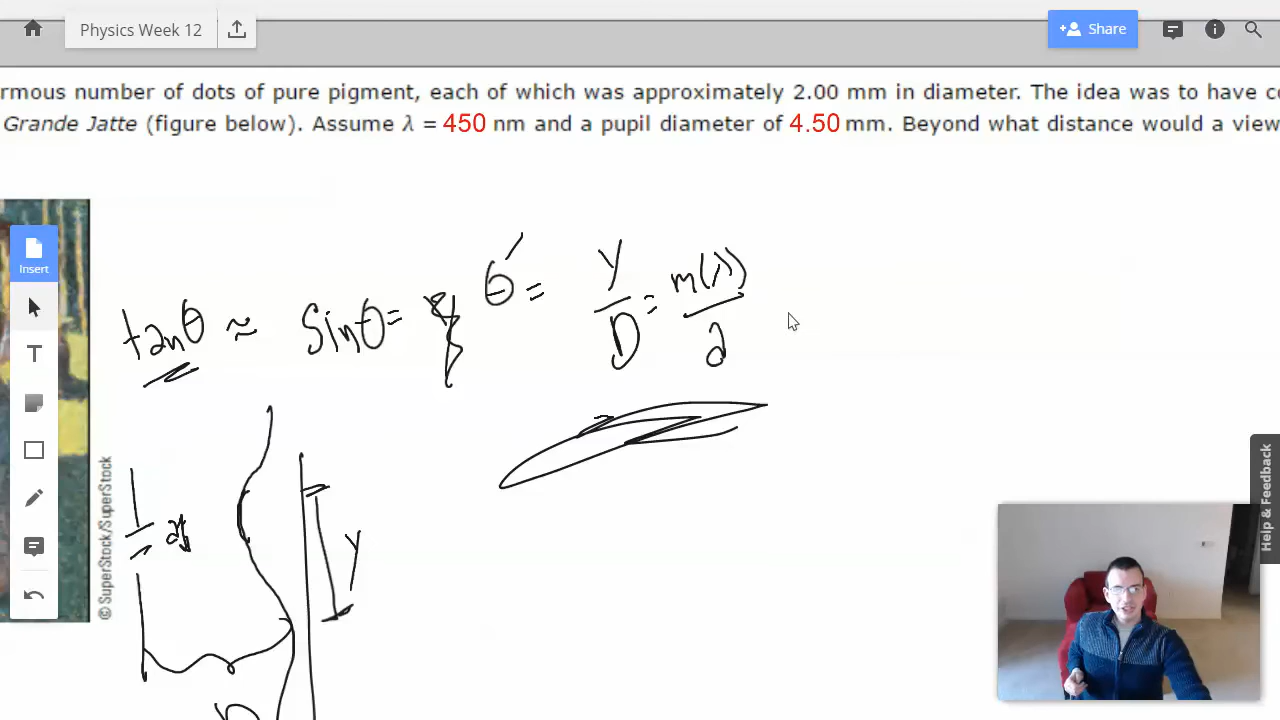 Physics Week 12
Share
rmous number of dots of pure pigment, each of which was approximately 2.00 mm in diameter. The idea was to have c
Grande Jatte (figure below). Assume λ = 450 nm and a pupil diameter of 4.50 mm. Beyond what distance would a view
Insert
T
tanθ ≈ sinθ =
θ = y/D = m(λ)/a
y
© SuperStock/SuperStock
Help & Feedback